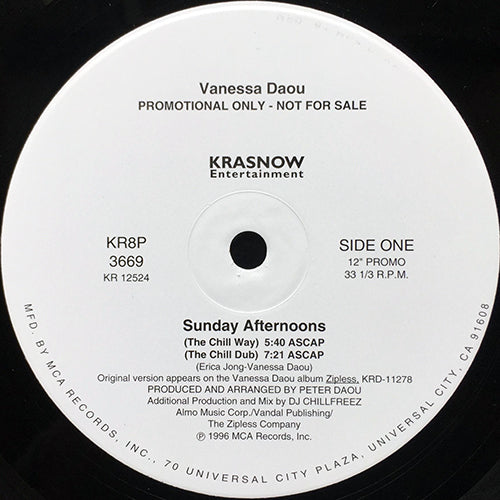 Vanessa Daou
PROMOTIONAL ONLY - NOT FOR SALE
KRASNOW
Entertainment
KR8P
3669
KR 12524
SIDE ONE
12" PROMO
33 1/3 R.P.M.
Sunday Afternoons
(The Chill Way) 5:40 ASCAP
(The Chill Dub) 7:21 ASCAP
(Erica Jong-Vanessa Daou)
Original version appears on the Vanessa Daou album Zipless, KRD-11278
PRODUCED AND ARRANGED BY PETER DAOU
Additional Production and Mix by DJ CHILLFREEZ
Almo Music Corp./Vandal Publishing/
The Zipless Company
℗ 1996 MCA Records, Inc.
MFD. BY MCA RECORDS, INC., 70 UNIVERSAL CITY PLAZA, UNIVERSAL CITY, CA 91608